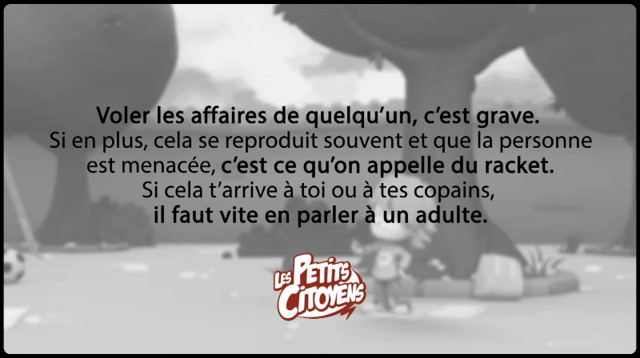 Voler les affaires de quelqu'un, c'est grave.
Si en plus, cela se reproduit souvent et que la personne
est menacée, c'est ce qu'on appelle du racket.
Si cela t'arrive à toi ou à tes copains,
il faut vite en parler à un adulte.
LES PETITS
CITOYENS